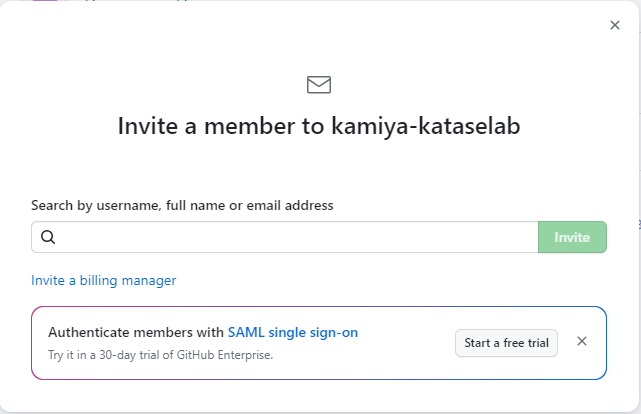 Invite a member to kamiya-kataselab
Search by username, full name or email address
Invite
Invite a billing manager
Authenticate members with SAML single sign-on
Try it in a 30-day trial of GitHub Enterprise.
Start a free trial